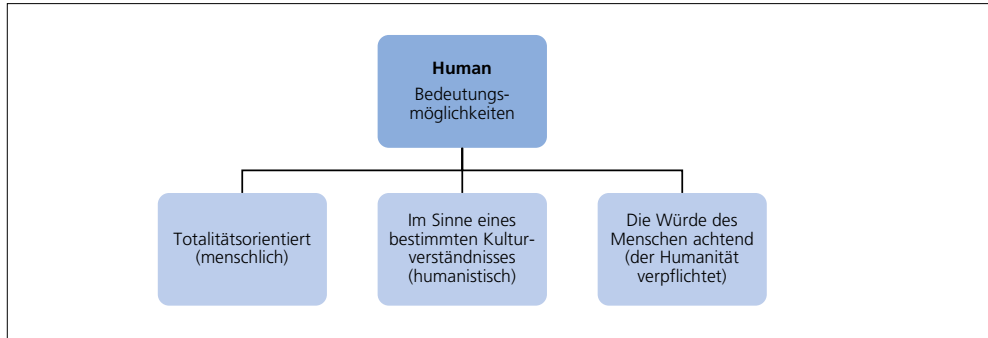 Human
Bedeutungs-
möglichkeiten
Totalitätsorientiert
(menschlich)
Im Sinne eines
bestimmten Kultur-
verständnisses
(humanistisch)
Die Würde des
Menschen achtend
(der Humanität
verpflichtet)